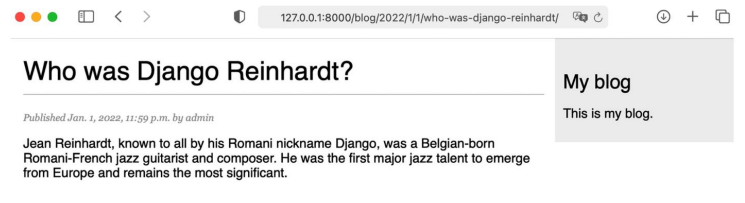 127.0.0.1:8000/blog/2022/1/1/who-was-django-reinhardt/
Who was Django Reinhardt?
Published Jan. 1, 2022, 11:59 p.m. by admin
Jean Reinhardt, known to all by his Romani nickname Django, was a Belgian-born
Romani-French jazz guitarist and composer. He was the first major jazz talent to emerge
from Europe and remains the most significant.
My blog
This is my blog.